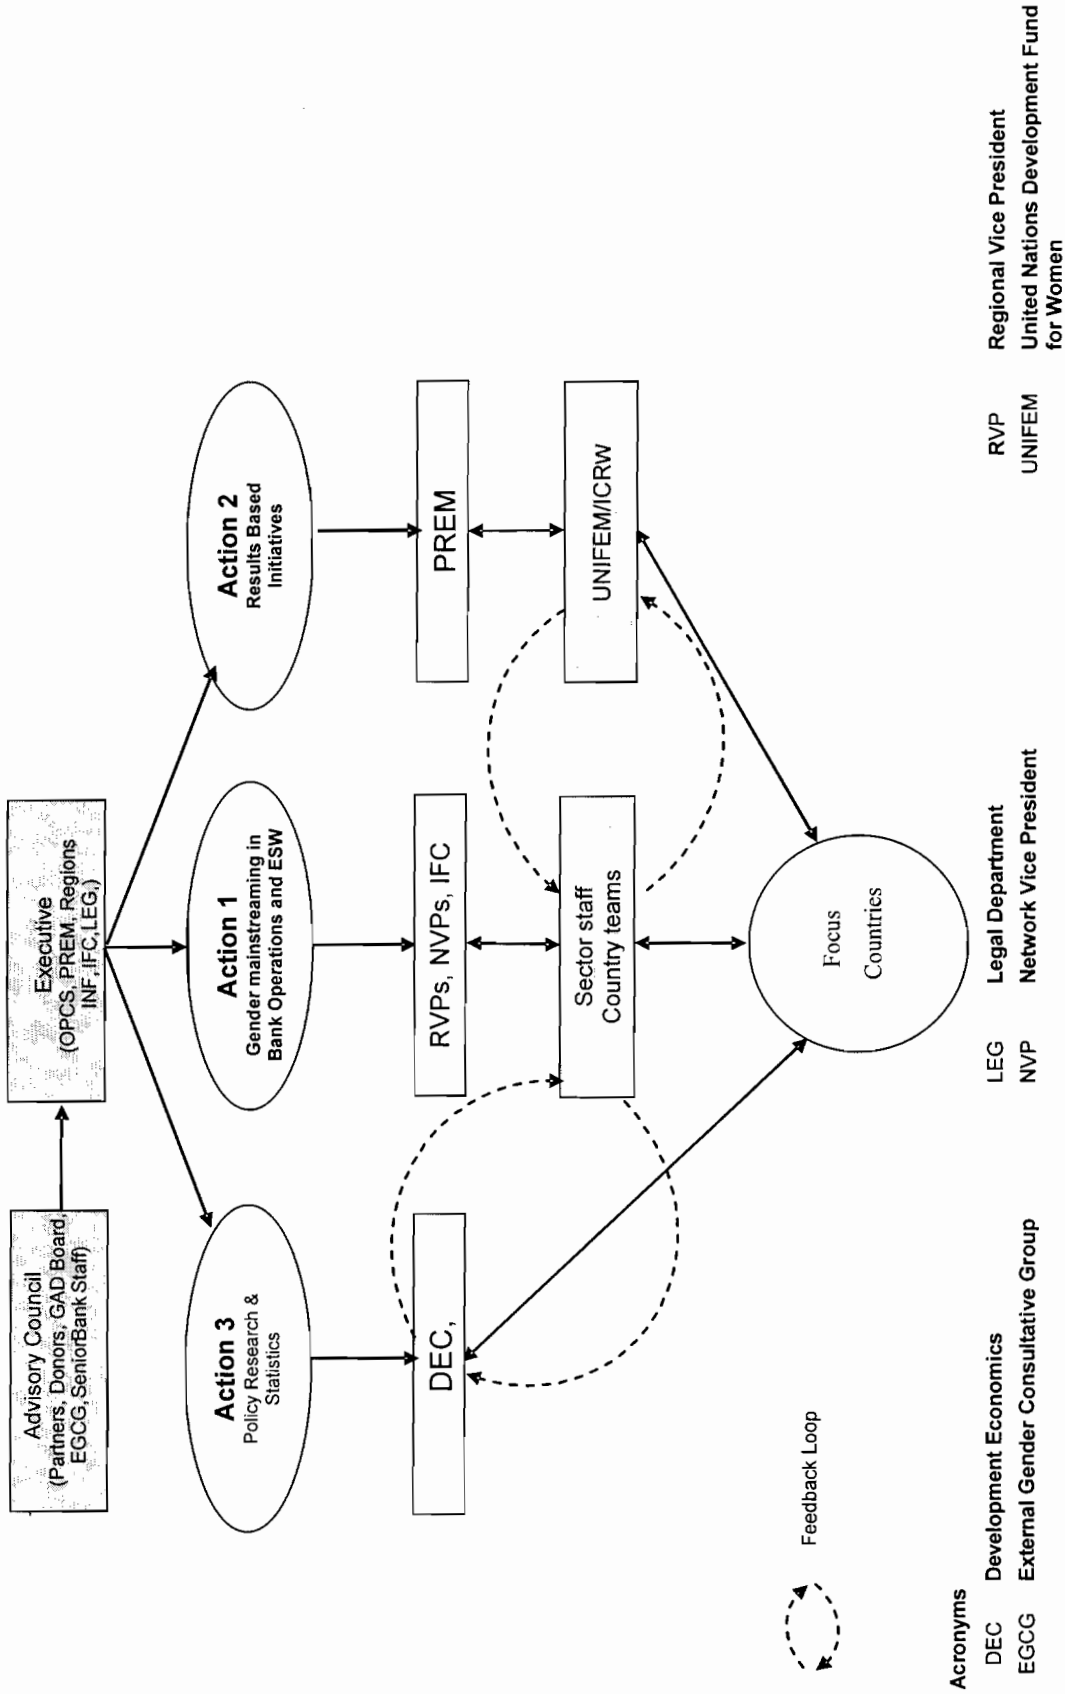 Advisory Council
(Partners, Donors, GAD Board,
EGCG, SeniorBank Staff)
Executive
(OPCS, PREM, Regions
INF, IFC,LEG,)
Action 3
Policy Research &
Statistics
Action 1
Gender mainstreaming in
Bank Operations and ESW
Action 2
Results Based
Initiatives
DEC,
RVPs, NVPs, IFC
PREM
Sector staff
Country teams
UNIFEM/ICRW
Focus
Countries
Feedback Loop
Acronyms
DEC Development Economics
EGCG External Gender Consultative Group
LEG Legal Department
NVP Network Vice President
RVP Regional Vice President
UNIFEM United Nations Development Fund
for Women